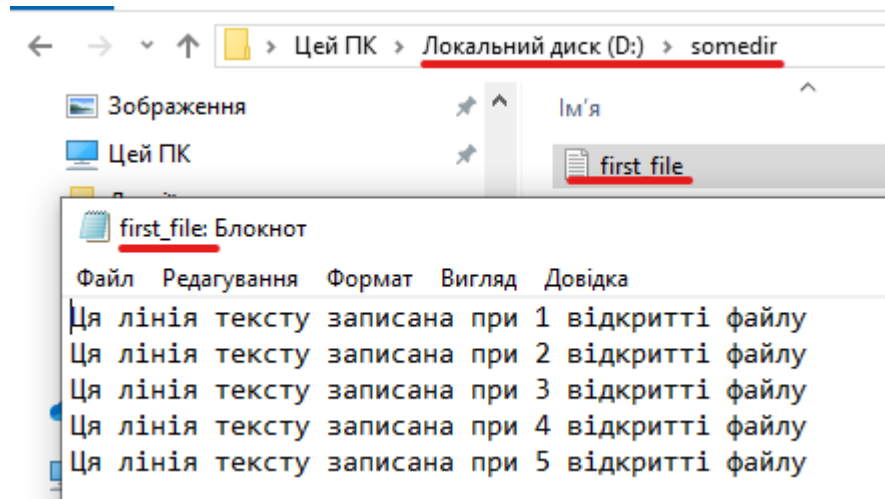 Цей ПК > Локальний диск (D:) > somedir
Зображення
Ім'я
Цей ПК
first_file
first_file: Блокнот
Файл Редагування Формат Вигляд Довідка
Ця лінія тексту записана при 1 відкритті файлу
Ця лінія тексту записана при 2 відкритті файлу
Ця лінія тексту записана при 3 відкритті файлу
Ця лінія тексту записана при 4 відкритті файлу
Ця лінія тексту записана при 5 відкритті файлу